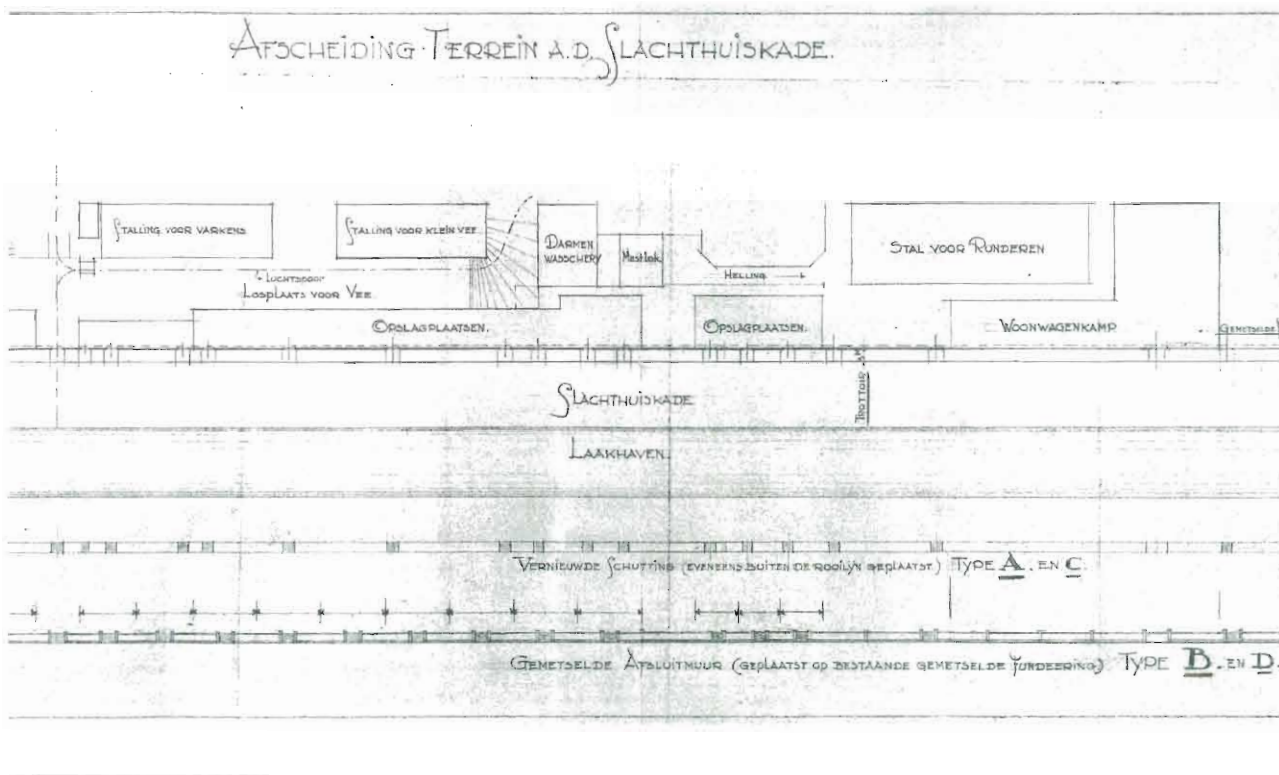 AFSCHEIDING·TERREIN A.D. SLACHTHUISKADE.
STALLING VOOR VARKENS
STALLING VOOR KLEIN VEE
DARMEN
WASSCHERY
Mestlok.
HELLING
STAL VOOR RUNDEREN
LUCHTSPOOR
LOSPLAATS VOOR VEE
OPSLAGPLAATSEN.
OPSLAGPLAATSEN.
WOONWAGENKAMP
GEMETSELDE
SLACHTHUISKADE
TROTTOIR
LAAKHAVEN.
VERNIEUWDE SCHUTTING (EVENEENS BUITEN DE ROOILYN GEPLAATST) TYPE A. EN C.
GEMETSELDE AFSLUITMUUR (GEPLAATST OP BESTAANDE GEMETSELDE FUNDEERING) TYPE B. EN D.